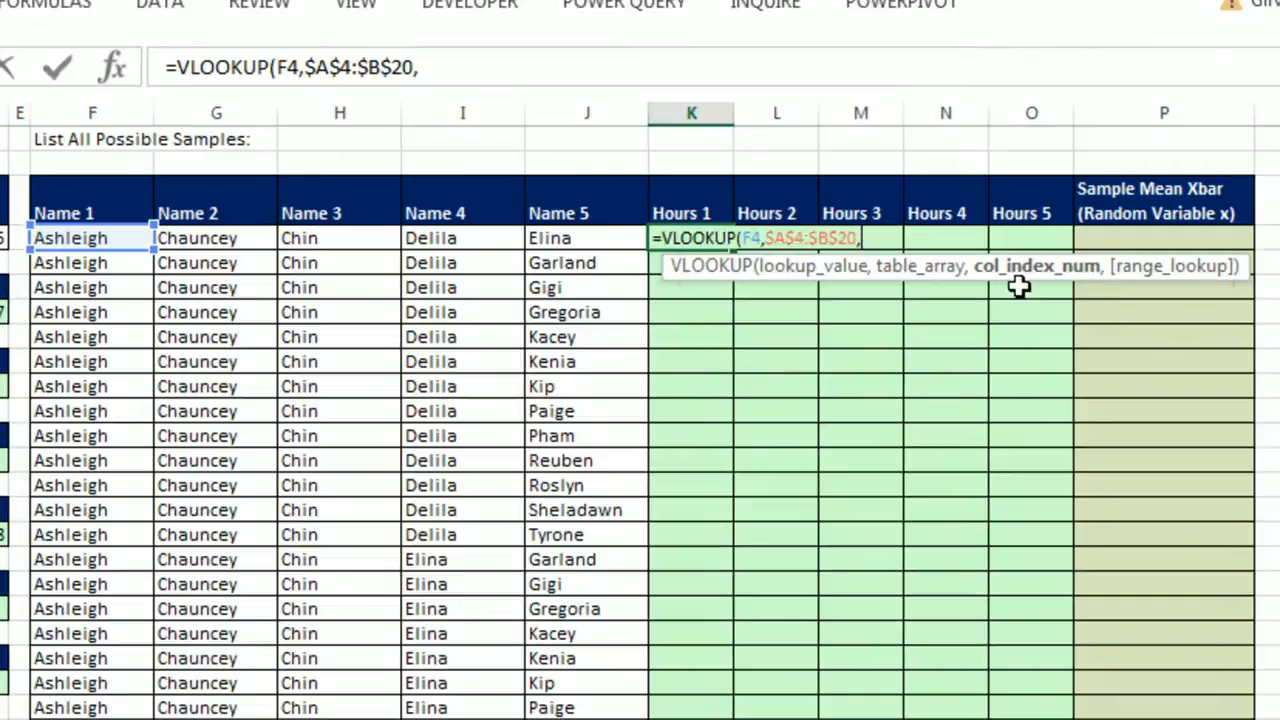 FORMULAS DATA REVIEW VIEW DEVELOPER POWER QUERY INQUIRE POWERPIVOT
fx =VLOOKUP(F4,$A$4:$B$20,
E F G H I J K L M N O P
List All Possible Samples:
Name 1 Name 2 Name 3 Name 4 Name 5 Hours 1 Hours 2 Hours 3 Hours 4 Hours 5 Sample Mean Xbar
(Random Variable x)
Ashleigh Chauncey Chin Delila Elina =VLOOKUP(F4,$A$4:$B$20,
Ashleigh Chauncey Chin Delila Garland VLOOKUP(lookup_value, table_array, col_index_num, [range_lookup])
Ashleigh Chauncey Chin Delila Gigi
7 Ashleigh Chauncey Chin Delila Gregoria
Ashleigh Chauncey Chin Delila Kacey
Ashleigh Chauncey Chin Delila Kenia
Ashleigh Chauncey Chin Delila Kip
Ashleigh Chauncey Chin Delila Paige
Ashleigh Chauncey Chin Delila Pham
Ashleigh Chauncey Chin Delila Reuben
Ashleigh Chauncey Chin Delila Roslyn
Ashleigh Chauncey Chin Delila Sheladawn
Ashleigh Chauncey Chin Delila Tyrone
Ashleigh Chauncey Chin Elina Garland
Ashleigh Chauncey Chin Elina Gigi
Ashleigh Chauncey Chin Elina Gregoria
Ashleigh Chauncey Chin Elina Kacey
Ashleigh Chauncey Chin Elina Kenia
Ashleigh Chauncey Chin Elina Kip
Ashleigh Chauncey Chin Elina Paige